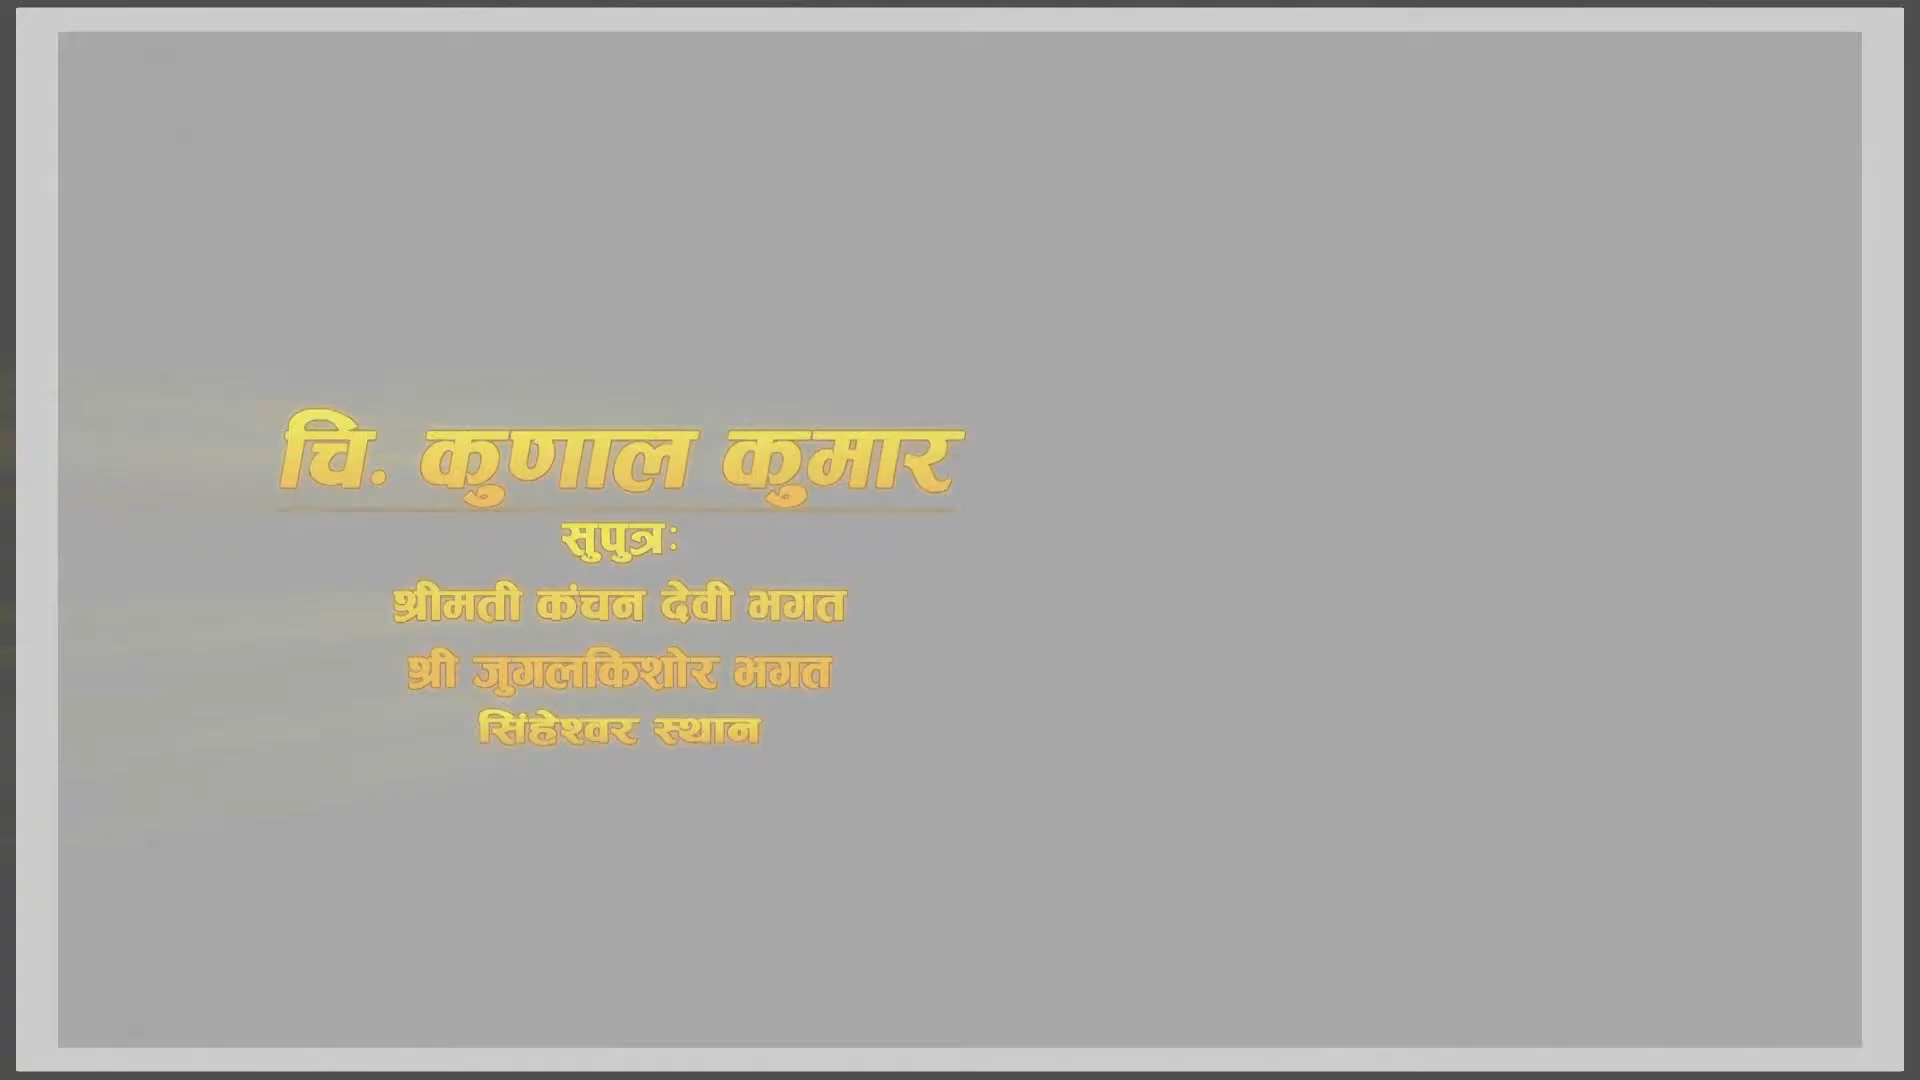 चि. कुणाल कुमार
सुपुत्र:
श्रीमती कंचन देवी भगत
श्री जुगलकिशोर भगत
सिंहेश्वर स्थान